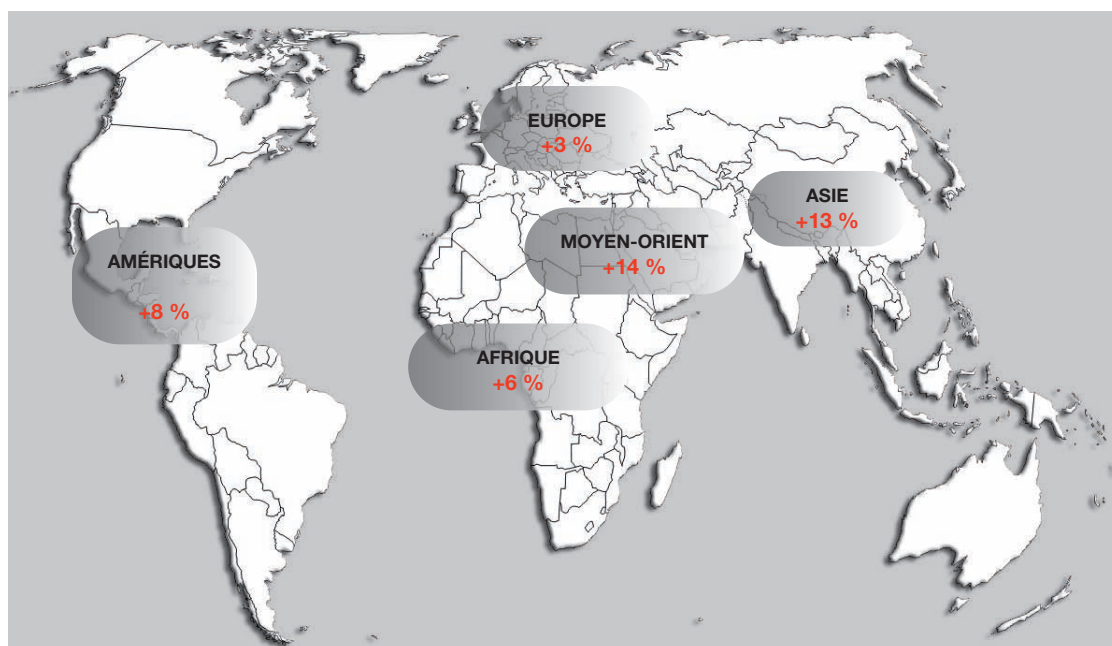 EUROPE
+3 %
ASIE
+13 %
MOYEN-ORIENT
+14 %
AMÉRIQUES
+8 %
AFRIQUE
+6 %